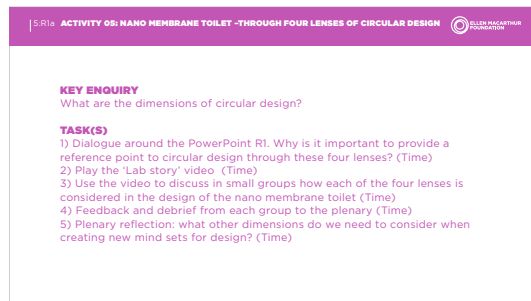 5:R1a ACTIVITY 05: NANO MEMBRANE TOILET –THROUGH FOUR LENSES OF CIRCULAR DESIGN
ELLEN MACARTHUR
FOUNDATION
KEY ENQUIRY
What are the dimensions of circular design?
TASK(S)
1) Dialogue around the PowerPoint R1. Why is it important to provide a
reference point to circular design through these four lenses? (Time)
2) Play the ‘Lab story’ video  (Time)
3) Use the video to discuss in small groups how each of the four lenses is
considered in the design of the nano membrane toilet (Time)
4) Feedback and debrief from each group to the plenary (Time)
5) Plenary reflection: what other dimensions do we need to consider when
creating new mind sets for design? (Time)